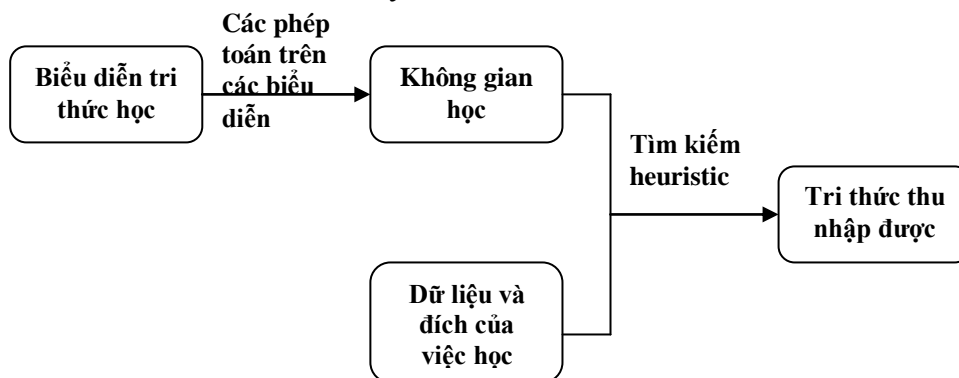 Các phép
toán trên
các biểu
diễn
Biểu diễn tri
thức học
Không gian
học
Tìm kiếm
heuristic
Tri thức thu
nhập được
Dữ liệu và
đích của
việc học